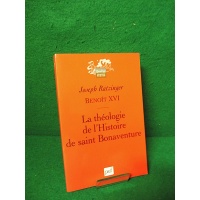 Joseph Ratzinger
BENOÎT XVI
La théologie
de l'Histoire
de saint Bonaventure
puf